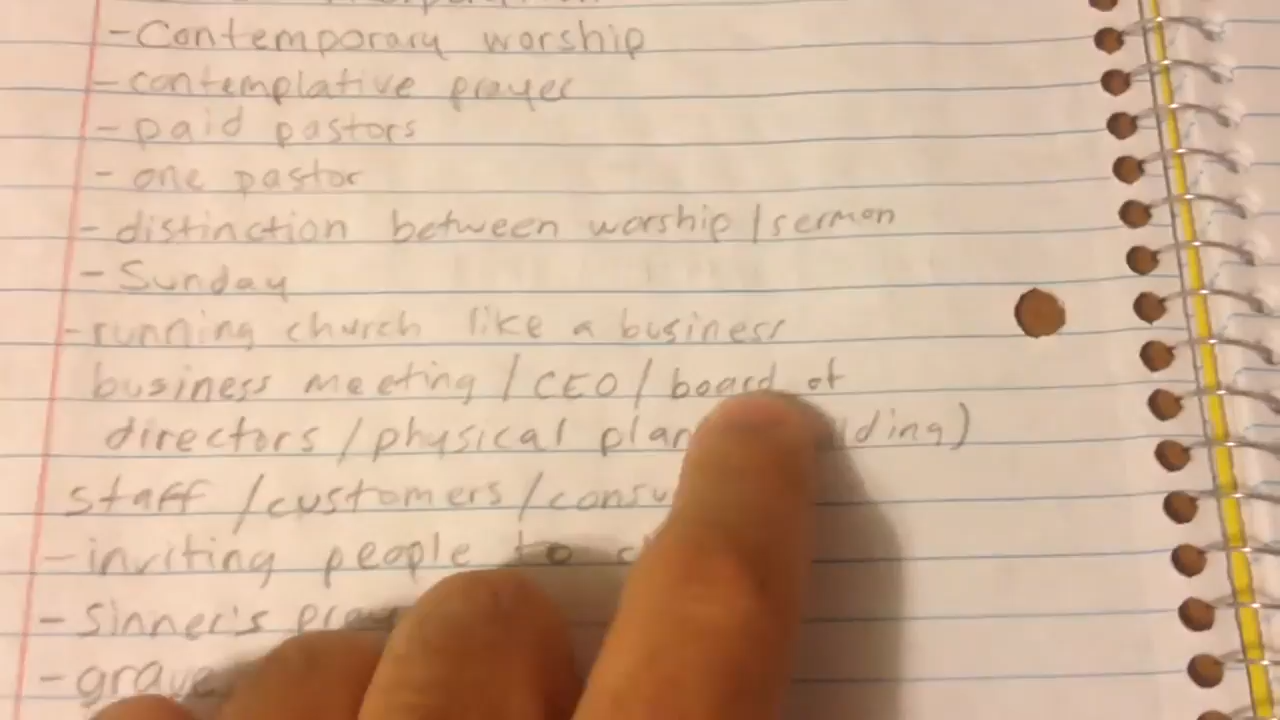 -Contemporary worship
-contemplative prayer
-paid pastors
- one pastor
- distinction between worship/sermon
- Sunday
-running church like a business
business meeting / CEO / board of
directors / physical
staff / customers /
-inviting people to
- Sinner's